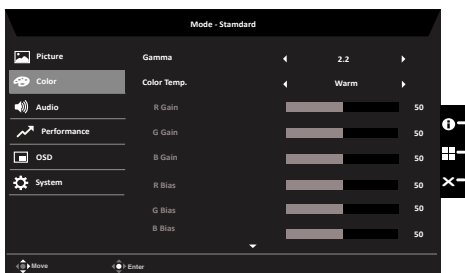 Mode - Standard
Picture
Gamma 2.2
Color
Color Temp. Warm
Audio
R Gain 50
Performance
G Gain 50
OSD
B Gain 50
System
R Bias 50
G Bias 50
B Bias 50
Move Enter